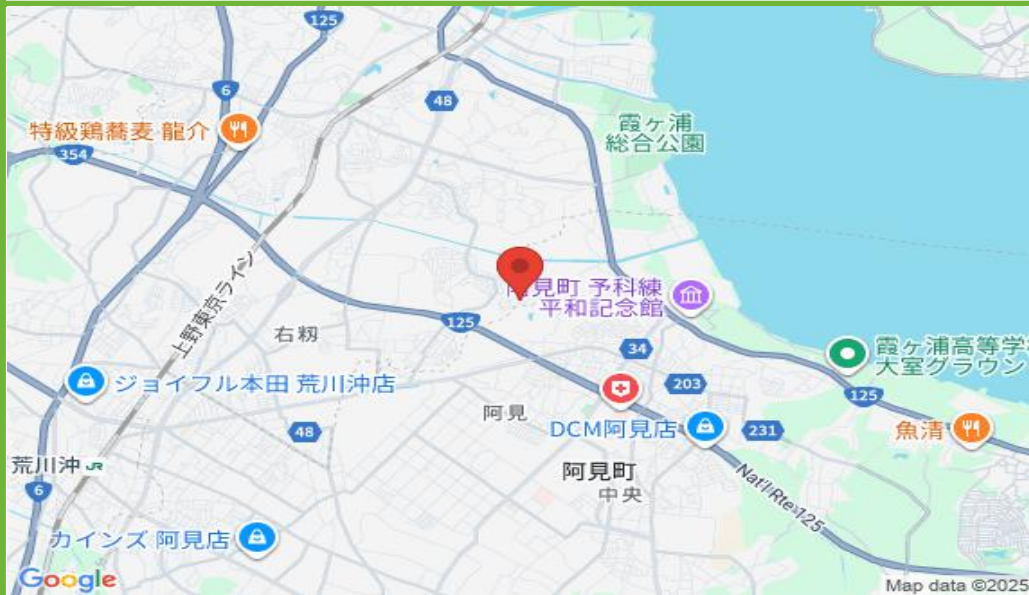 125
6
48
特級鶏蕎麦 龍介
霞ヶ浦
総合公園
354
上野東京ライン
阿見町 予科練
平和記念館
125
右籾
34
霞ヶ浦高等学校
大室グラウン
ジョイフル本田 荒川沖店
203
125
阿見
48
DCM阿見店
231
魚清
荒川沖 JR
阿見町
中央
6
Nat'l Rte 125
カインズ 阿見店
Google
Map data ©2025